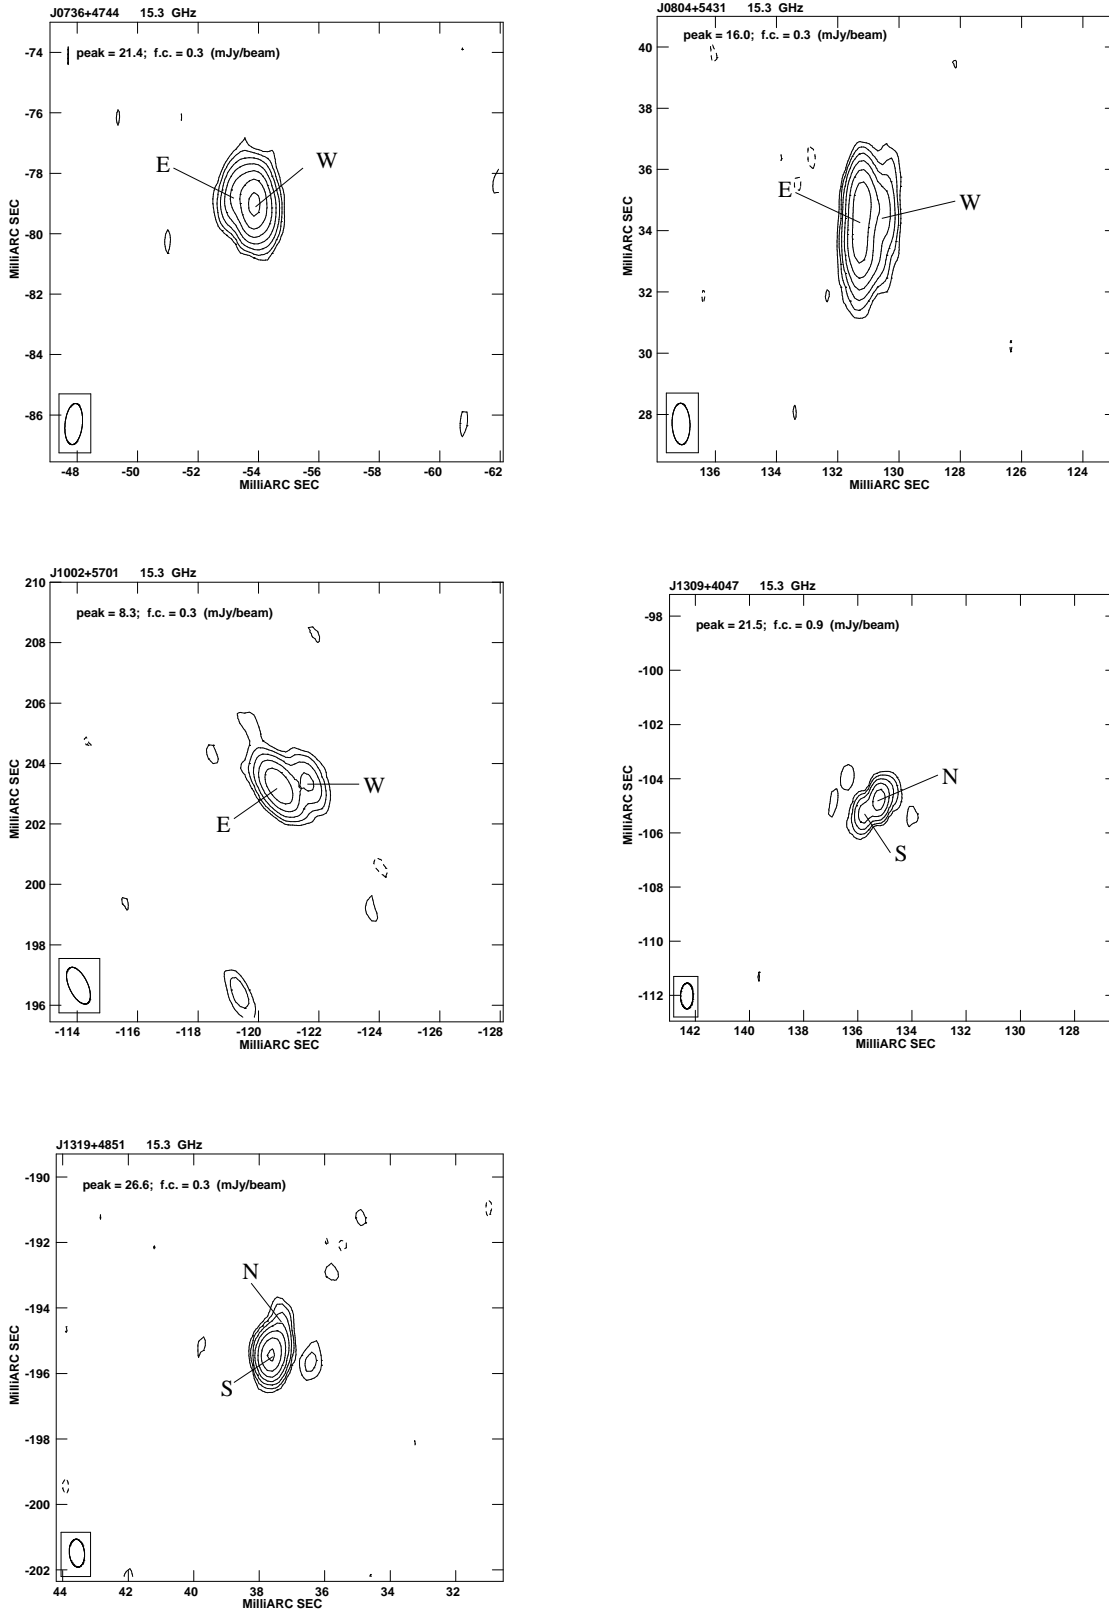 J0736+4744 15.3 GHz
peak = 21.4; f.c. = 0.3 (mJy/beam)
E
W
MilliARC SEC
-74
-76
-78
-80
-82
-84
-86
-48 -50 -52 -54 -56 -58 -60 -62
MilliARC SEC
J0804+5431 15.3 GHz
peak = 16.0; f.c. = 0.3 (mJy/beam)
E
W
MilliARC SEC
40
38
36
34
32
30
28
136 134 132 130 128 126 124
MilliARC SEC
J1002+5701 15.3 GHz
peak = 8.3; f.c. = 0.3 (mJy/beam)
W
E
MilliARC SEC
210
208
206
204
202
200
198
196
-114 -116 -118 -120 -122 -124 -126 -128
MilliARC SEC
J1309+4047 15.3 GHz
peak = 21.5; f.c. = 0.9 (mJy/beam)
N
S
MilliARC SEC
-98
-100
-102
-104
-106
-108
-110
-112
142 140 138 136 134 132 130 128
MilliARC SEC
J1319+4851 15.3 GHz
peak = 26.6; f.c. = 0.3 (mJy/beam)
N
S
MilliARC SEC
-190
-192
-194
-196
-198
-200
-202
44 42 40 38 36 34 32
MilliARC SEC